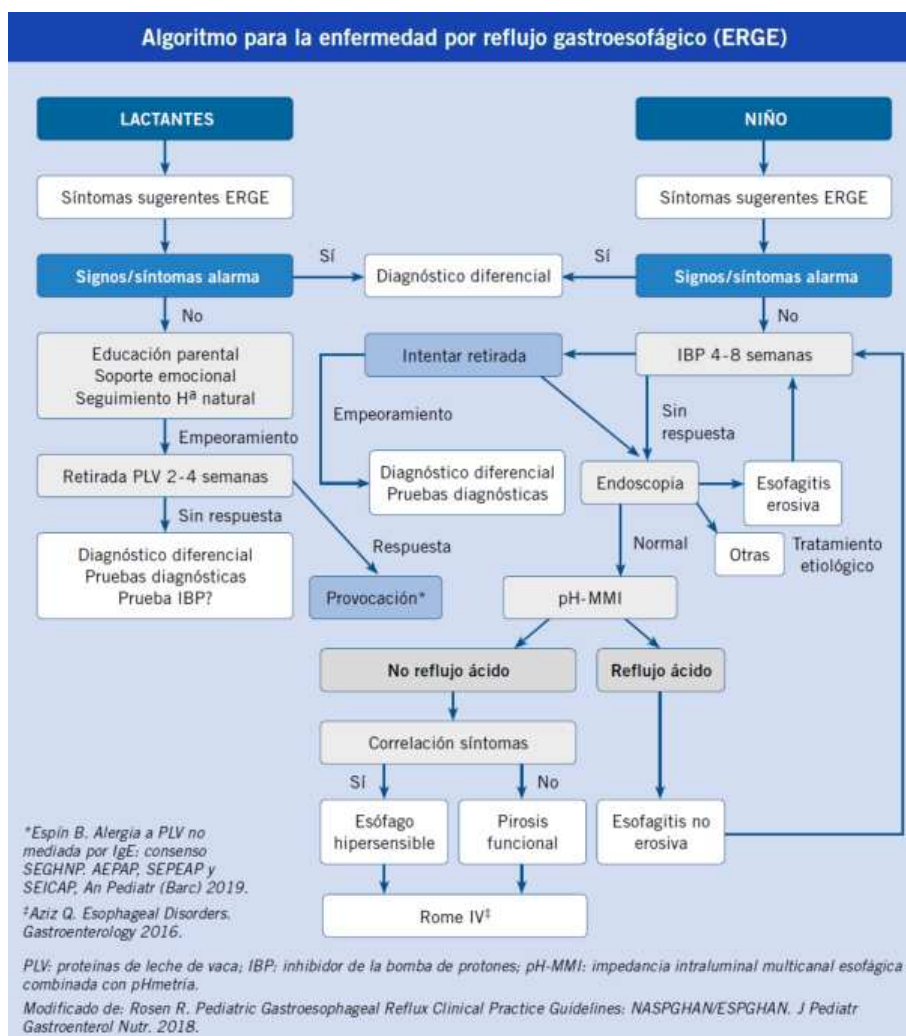 Algoritmo para la enfermedad por reflujo gastroesofágico (ERGE)
LACTANTES
NIÑO
Síntomas sugerentes ERGE
Síntomas sugerentes ERGE
Signos/síntomas alarma
Sí
Diagnóstico diferencial
Sí
Signos/síntomas alarma
No
No
Educación parental
Soporte emocional
Seguimiento Hª natural
Intentar retirada
IBP 4-8 semanas
Empeoramiento
Empeoramiento
Sin
respuesta
Retirada PLV 2-4 semanas
Diagnóstico diferencial
Pruebas diagnósticas
Endoscopia
Esofagitis
erosiva
Sin respuesta
Respuesta
Normal
Otras
Tratamiento
etiológico
Diagnóstico diferencial
Pruebas diagnósticas
Prueba IBP?
Provocación*
pH-MMI
No reflujo ácido
Reflujo ácido
Correlación síntomas
Sí
No
Esófago
hipersensible
Pirosis
funcional
Esofagitis no
erosiva
Rome IV‡
*Espín B. Alergia a PLV no
mediada por IgE: consenso
SEGHNP. AEPAP, SEPEAP y
SEICAP, An Pediatr (Barc) 2019.
‡Aziz Q. Esophageal Disorders.
Gastroenterology 2016.
PLV: proteínas de leche de vaca; IBP: inhibidor de la bomba de protones; pH-MMI: impedancia intraluminal multicanal esofágica
combinada con pHmetría.
Modificado de: Rosen R. Pediatric Gastroesophageal Reflux Clinical Practice Guidelines: NASPGHAN/ESPGHAN. J Pediatr
Gastroenterol Nutr. 2018.